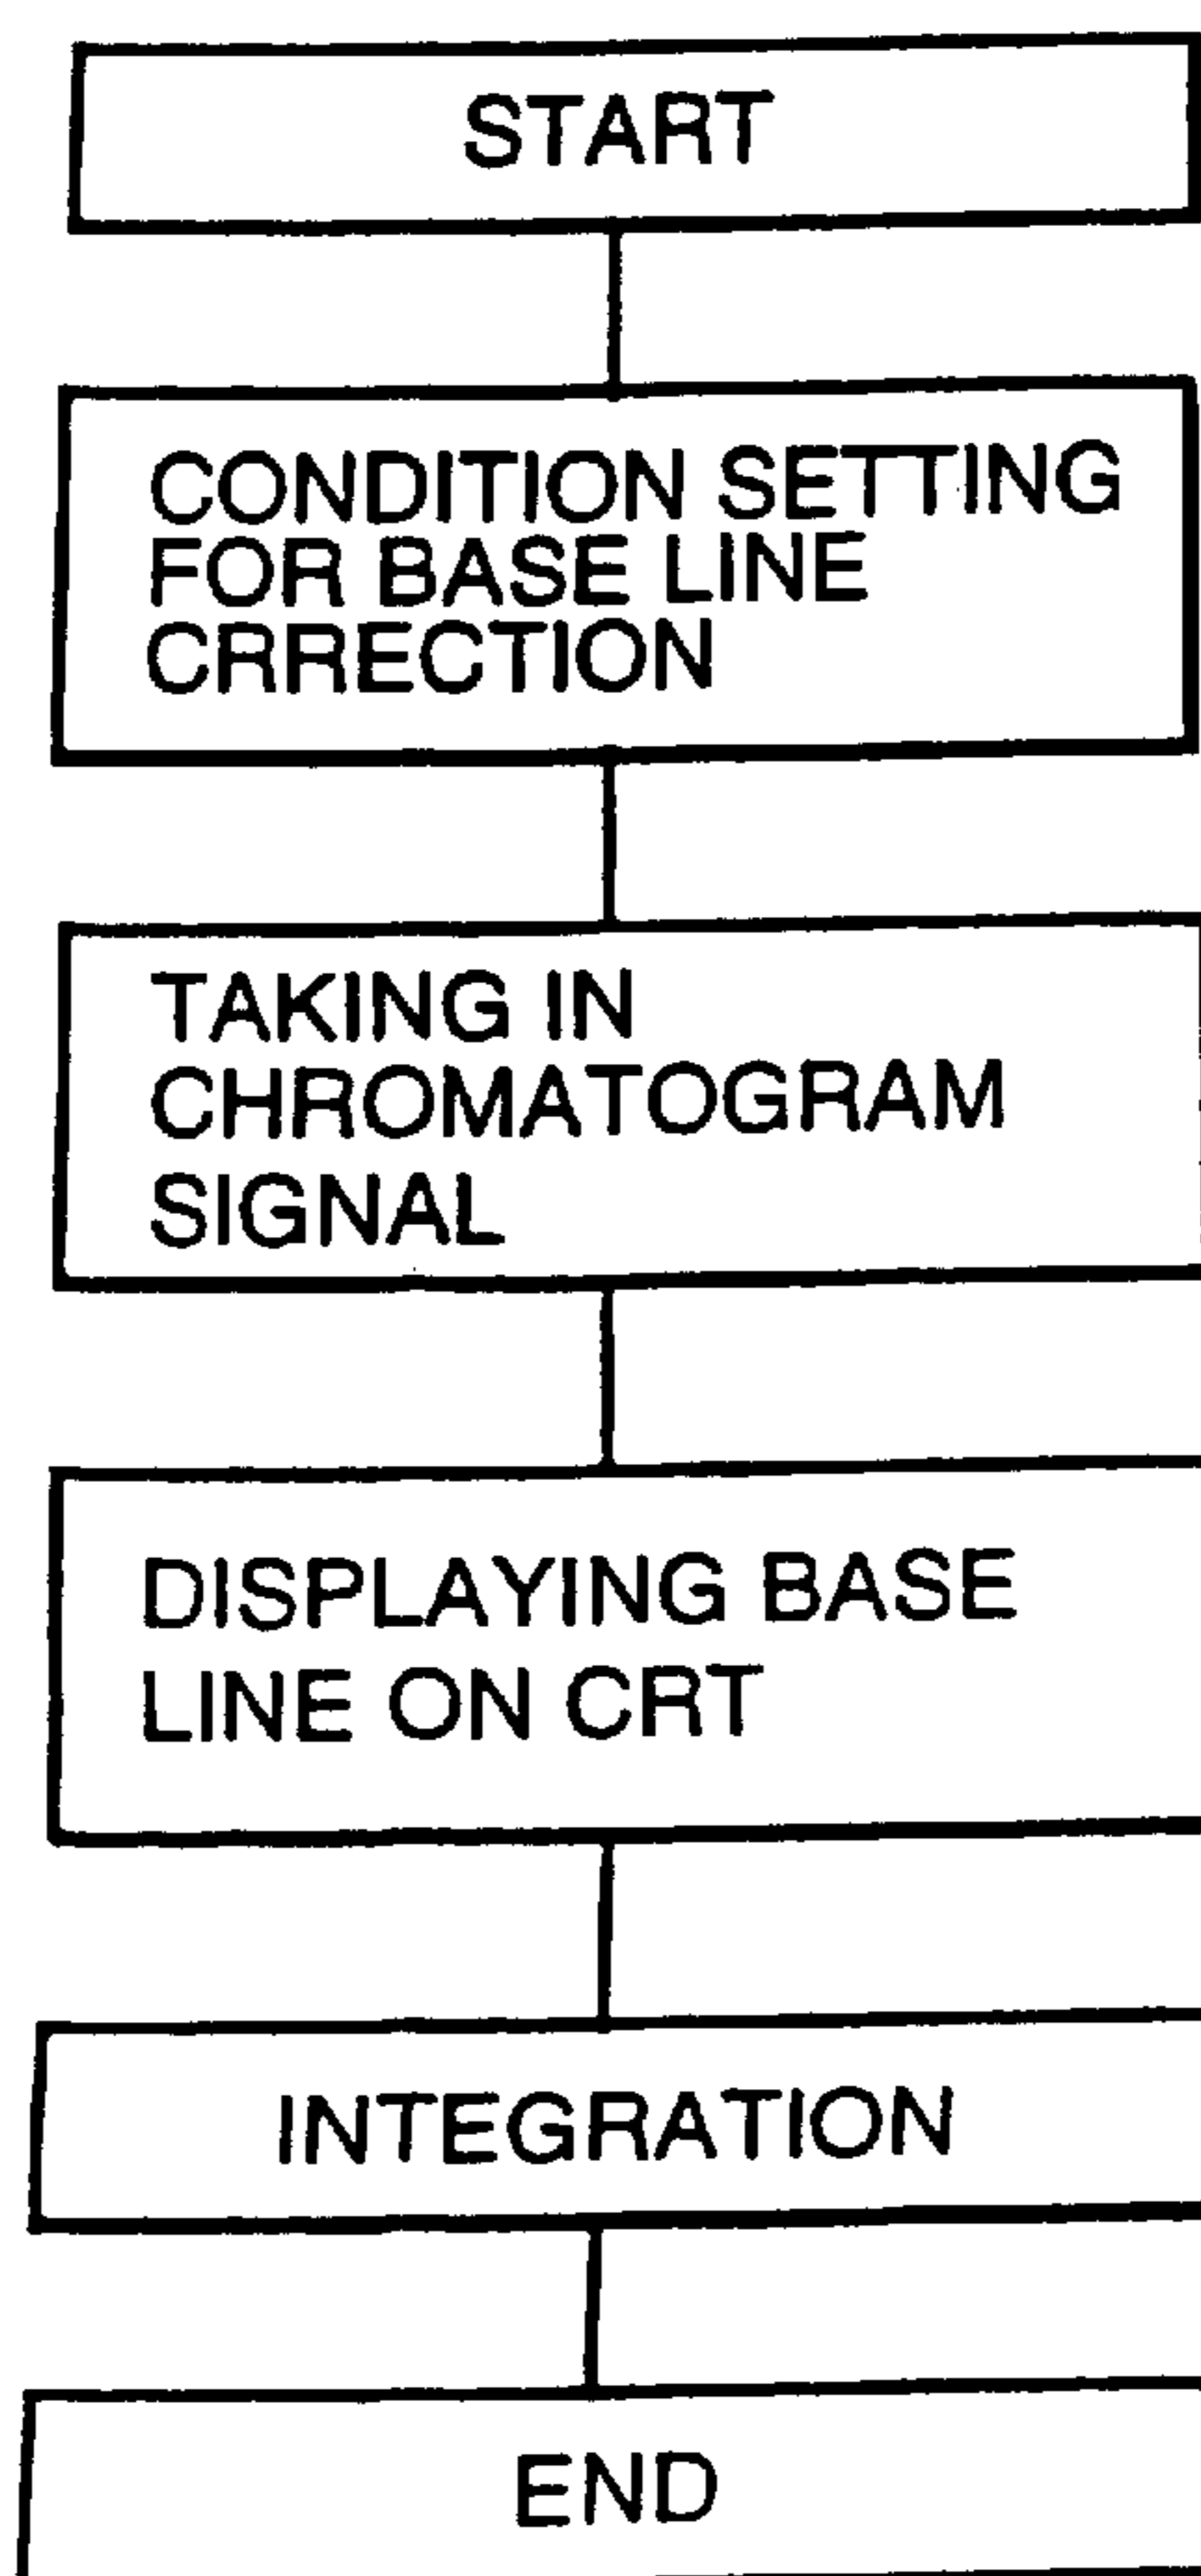 START
CONDITION SETTING
FOR BASE LINE
CRRECTION
TAKING IN
CHROMATOGRAM
SIGNAL
DISPLAYING BASE
LINE ON CRT
INTEGRATION
END